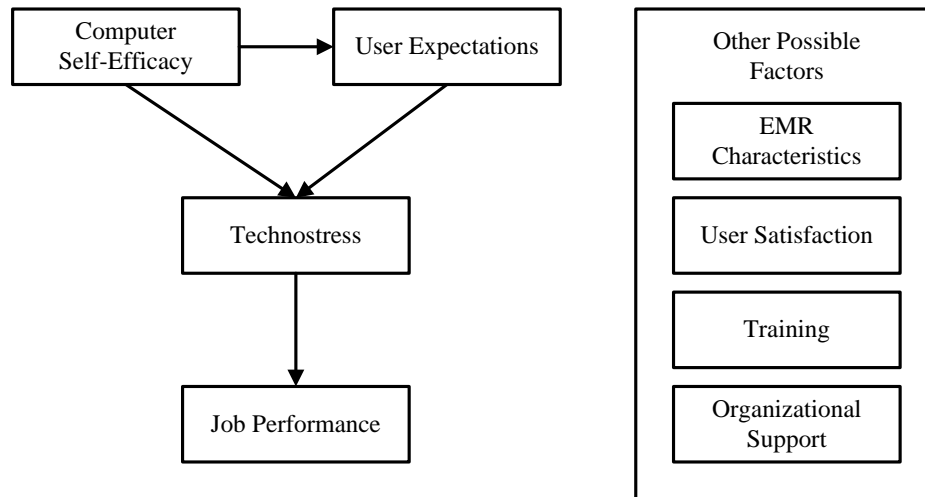 Computer
Self-Efficacy
User Expectations
Technostress
Job Performance
Other Possible
Factors
EMR
Characteristics
User Satisfaction
Training
Organizational
Support